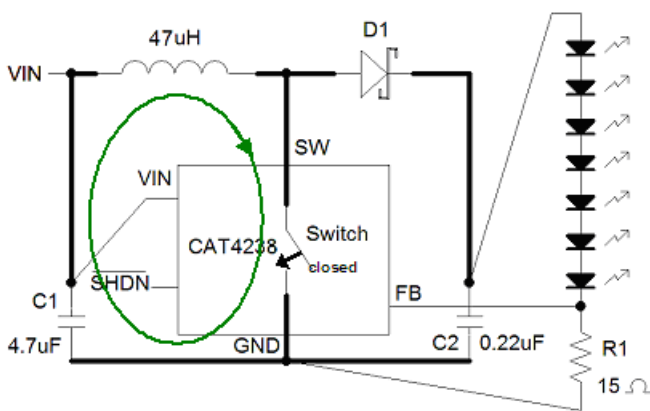 47uH
D1
VIN
SW
VIN
CAT4238
Switch
closed
SHDN
FB
C1
4.7uF
GND
C2
0.22uF
R1
15 Ω